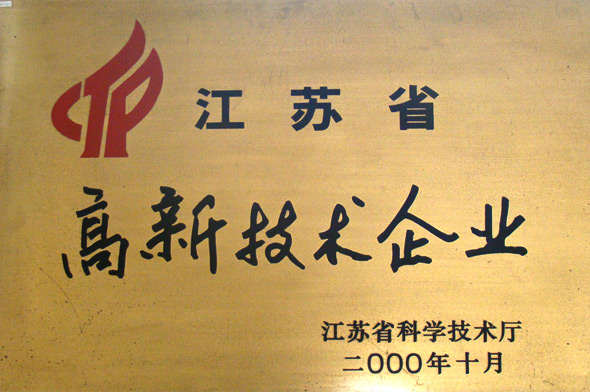 江苏省
高新技术企业
江苏省科学技术厅
二000年十月